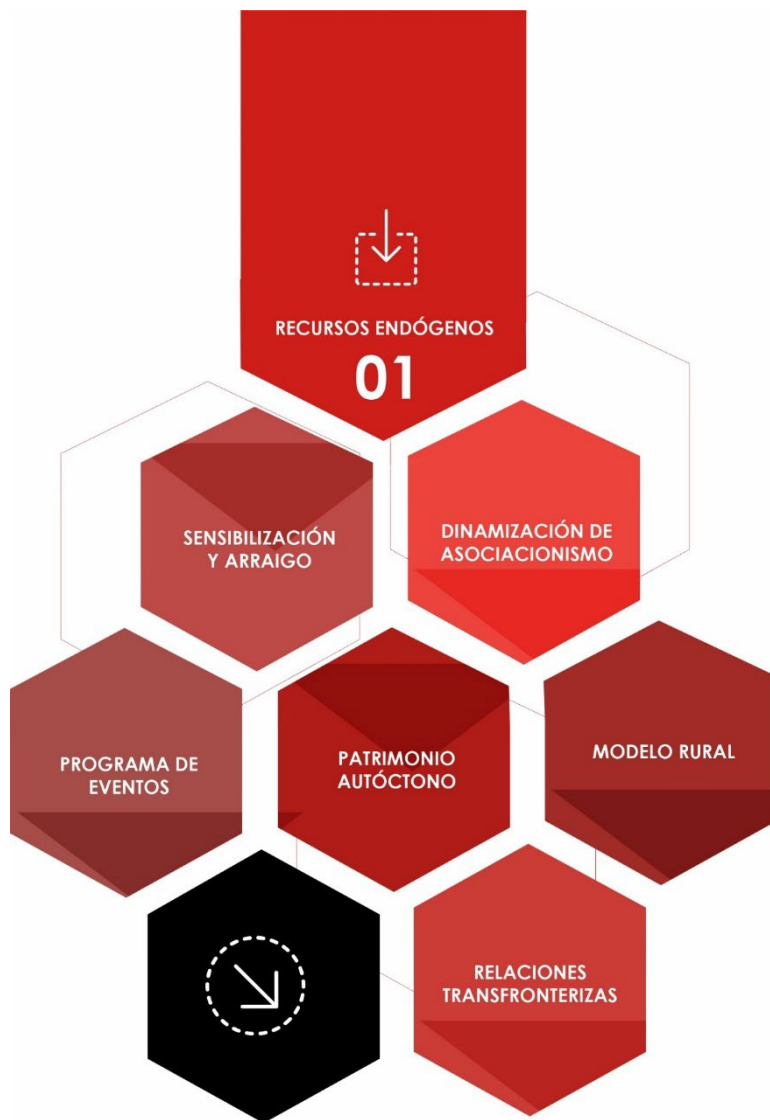 RECURSOS ENDÓGENOS
01
SENSIBILIZACIÓN
Y ARRAIGO
DINAMIZACIÓN DE
ASOCIACIONISMO
PROGRAMA DE
EVENTOS
PATRIMONIO
AUTÓCTONO
MODELO RURAL
RELACIONES
TRANSFRONTERIZAS